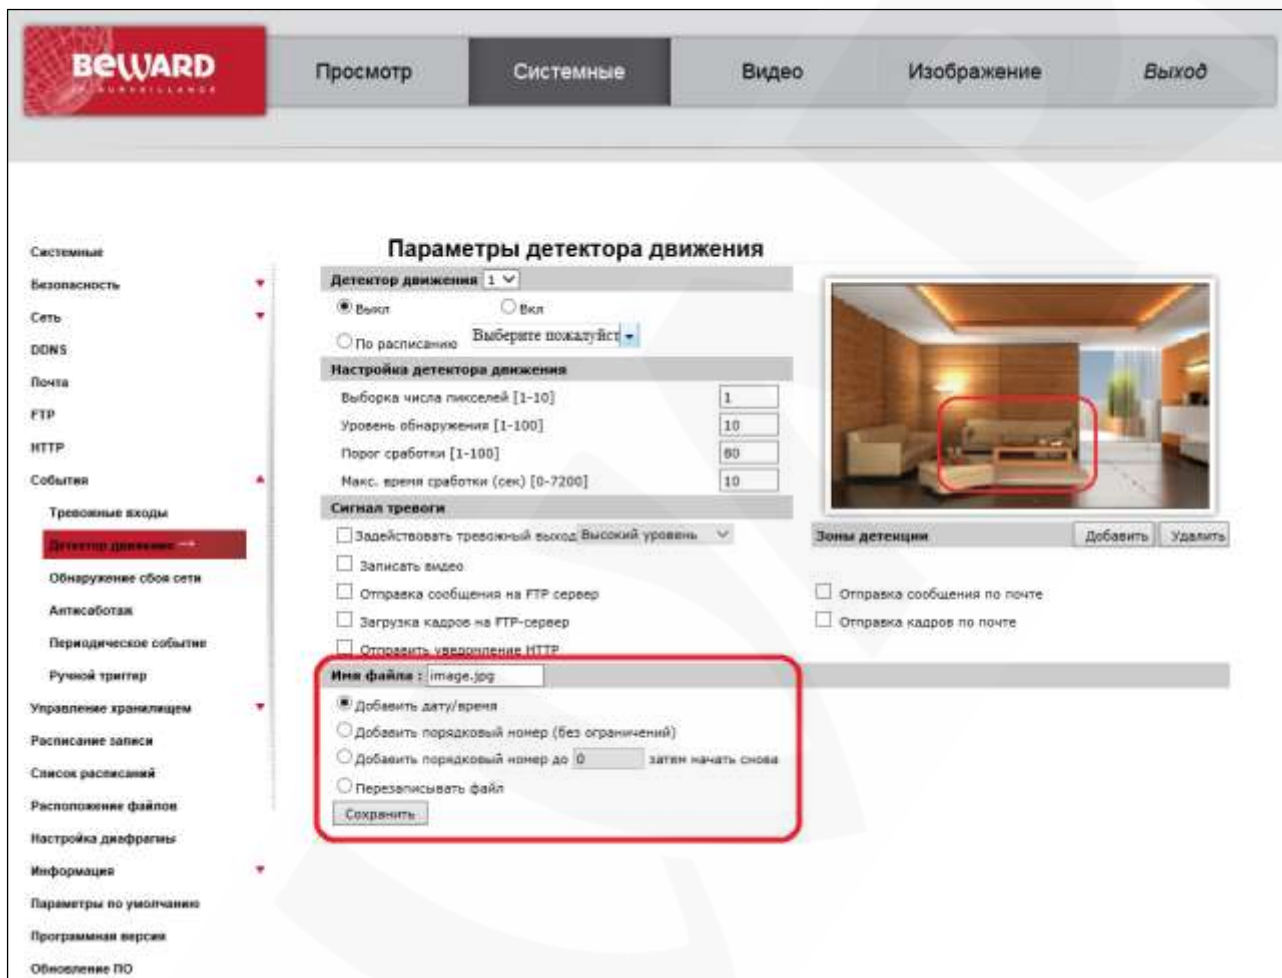 BEWARD
Просмотр
Системные
Видео
Изображение
Выход
Системные
Безопасность
Сеть
DDNS
Почта
FTP
HTTP
События
Тревожные входы
Детектор движения →
Обнаружение сбоя сети
Антисаботаж
Периодическое событие
Ручной триггер
Управление хранилищем
Расписание записи
Список расписаний
Расположение файлов
Настройка диафрагмы
Информация
Параметры по умолчанию
Программная версия
Обновление ПО
Параметры детектора движения
Детектор движения 1
Выкл Вкл
По расписанию Выберите пожалуйст
Настройка детектора движения
Выборка числа пикселей [1-10] 1
Уровень обнаружения [1-100] 10
Порог сработки [1-100] 80
Макс. время сработки (сек) [0-7200] 10
Сигнал тревоги
Задействовать тревожный выход Высокий уровень
Зоны детекции Добавить Удалить
Записать видео
Отправка сообщения на FTP сервер Отправка сообщения по почте
Загрузка кадров на FTP-сервер Отправка кадров по почте
Отправить уведомление HTTP
Имя файла : image.jpg
Добавить дату/время
Добавить порядковый номер (без ограничений)
Добавить порядковый номер до 0 затем начать снова
Перезаписывать файл
Сохранить